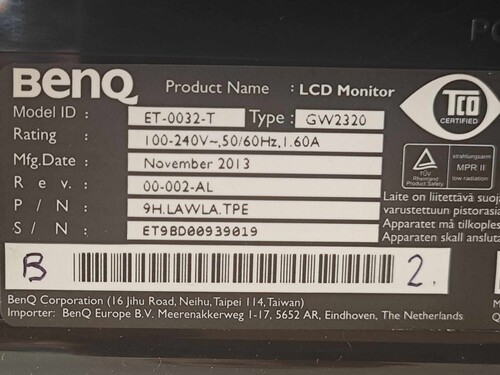 PO
BenQ Product Name : LCD Monitor
TCO CERTIFIED
Model ID : ET-0032-T Type : GW2320
Rating : 100-240V~,50/60Hz,1.60A
Mfg.Date : November 2013
Rev. : 00-002-AL
P/N : 9H.LAWLA.TPE
S/N : ET9BD00939019
TÜV Rheinland Product Safety
strahlungsarm MPR II low radiation
Laite on liitettävä suoja
varustettuun pistorasia
Apparatet må tilkoples
Apparaten skall anslut
B 2.
BenQ Corporation (16 Jihu Road, Neihu, Taipei 114, Taiwan)
Importer: BenQ Europe B.V. Meerenakkerweg 1-17, 5652 AR, Eindhoven, The Netherlands